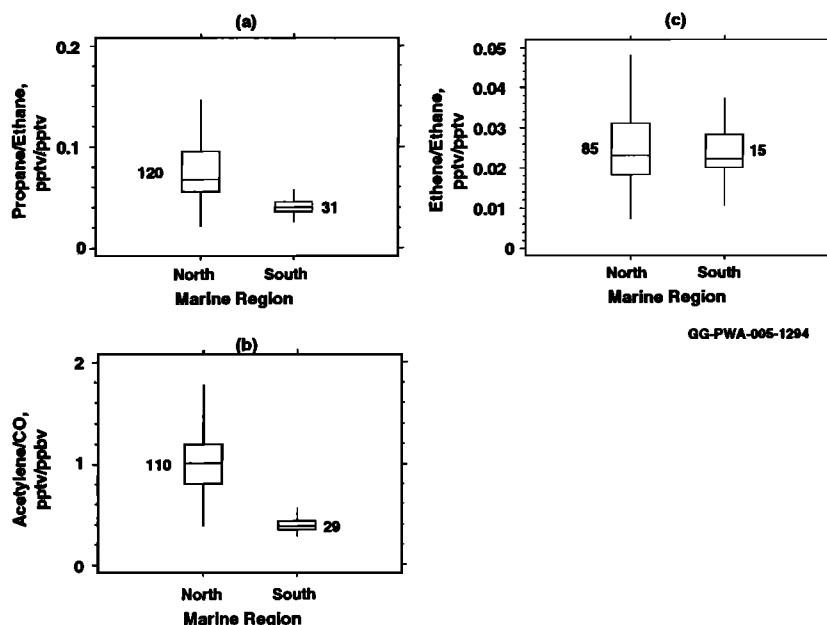 (a)
0.2
0.1
0
Propane/Ethane,
pptv/pptv
120
31
North South
Marine Region
(c)
0.05
0.04
0.03
0.02
0.01
0
Ethene/Ethane,
pptv/pptv
85
15
North South
Marine Region
GG-PWA-005-1294
(b)
2
1
0
Acetylene/CO,
pptv/ppbv
110
29
North South
Marine Region